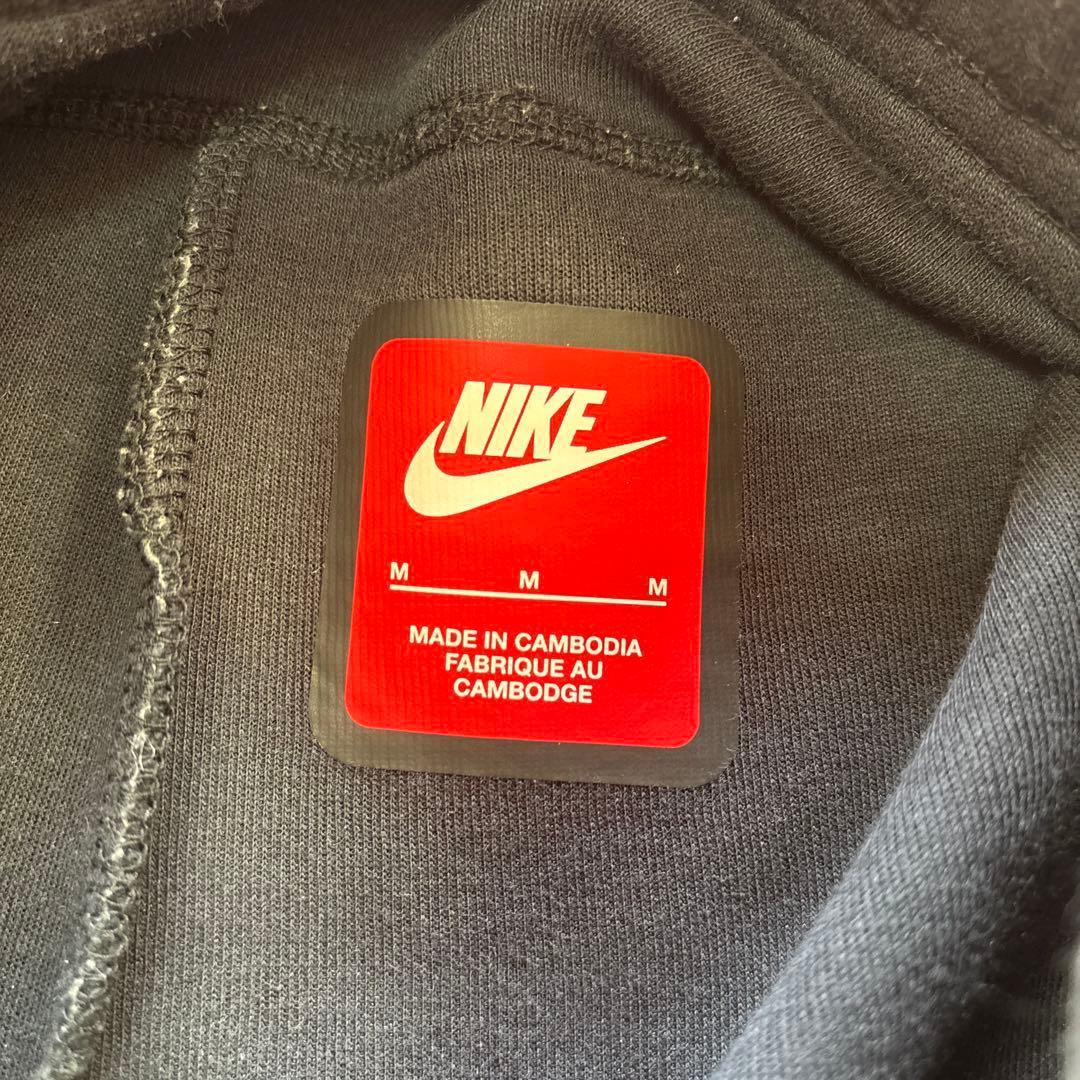 NIKE
M M M
MADE IN CAMBODIA
FABRIQUE AU
CAMBODGE